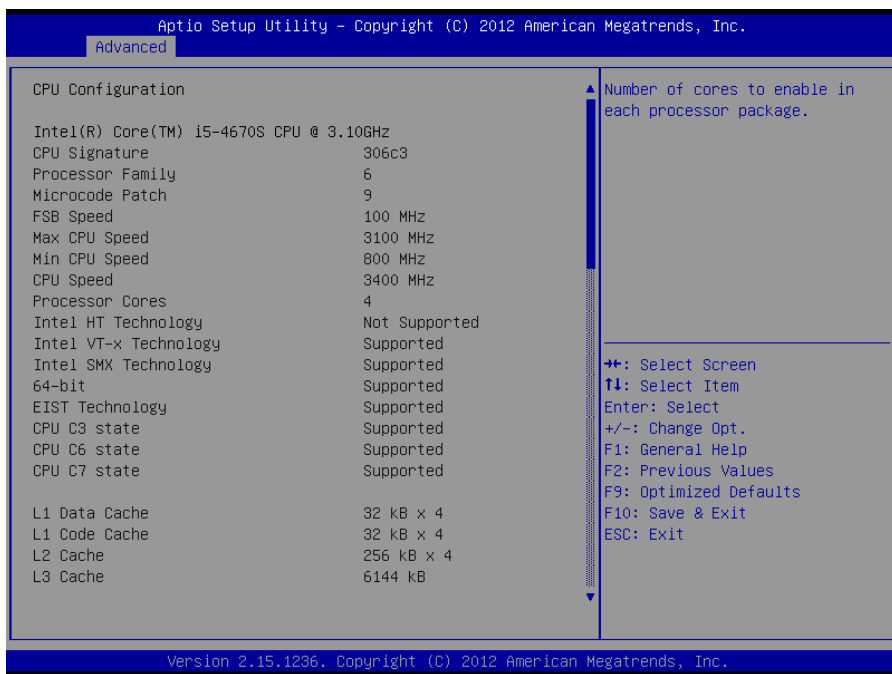 Aptio Setup Utility – Copyright (C) 2012 American Megatrends, Inc.
Advanced
CPU Configuration
Intel(R) Core(TM) i5-4670S CPU @ 3.10GHz
CPU Signature 306c3
Processor Family 6
Microcode Patch 9
FSB Speed 100 MHz
Max CPU Speed 3100 MHz
Min CPU Speed 800 MHz
CPU Speed 3400 MHz
Processor Cores 4
Intel HT Technology Not Supported
Intel VT-x Technology Supported
Intel SMX Technology Supported
64-bit Supported
EIST Technology Supported
CPU C3 state Supported
CPU C6 state Supported
CPU C7 state Supported
L1 Data Cache 32 kB x 4
L1 Code Cache 32 kB x 4
L2 Cache 256 kB x 4
L3 Cache 6144 kB
Number of cores to enable in
each processor package.
→←: Select Screen
↑↓: Select Item
Enter: Select
+/-: Change Opt.
F1: General Help
F2: Previous Values
F9: Optimized Defaults
F10: Save & Exit
ESC: Exit
Version 2.15.1236. Copyright (C) 2012 American Megatrends, Inc.